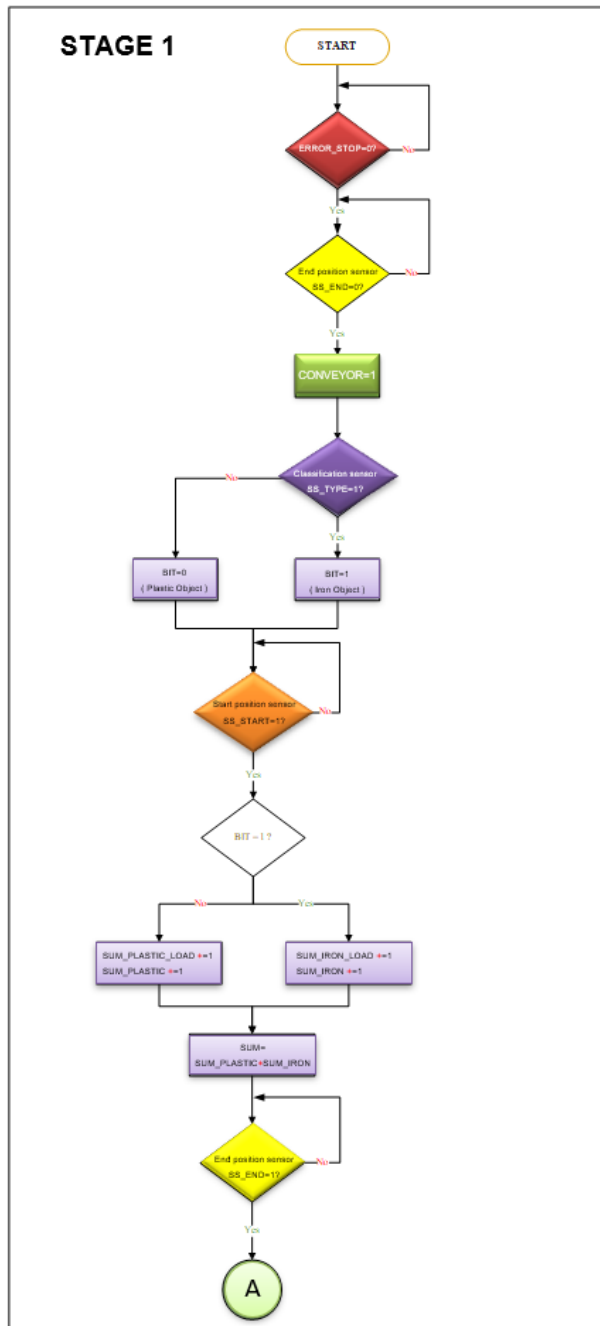 STAGE 1
START
ERROR_STOP=0?
No
Yes
End position sensor
SS_END=0?
No
Yes
CONVEYOR=1
Classification sensor
SS_TYPE=1?
No
Yes
BIT=0
( Plastic Object )
BIT=1
( Iron Object )
Start position sensor
SS_START=1?
No
Yes
BIT = 1 ?
No
Yes
SUM_PLASTIC_LOAD +=1
SUM_PLASTIC +=1
SUM_IRON_LOAD +=1
SUM_IRON +=1
SUM=
SUM_PLASTIC+SUM_IRON
End position sensor
SS_END=1?
No
Yes
A